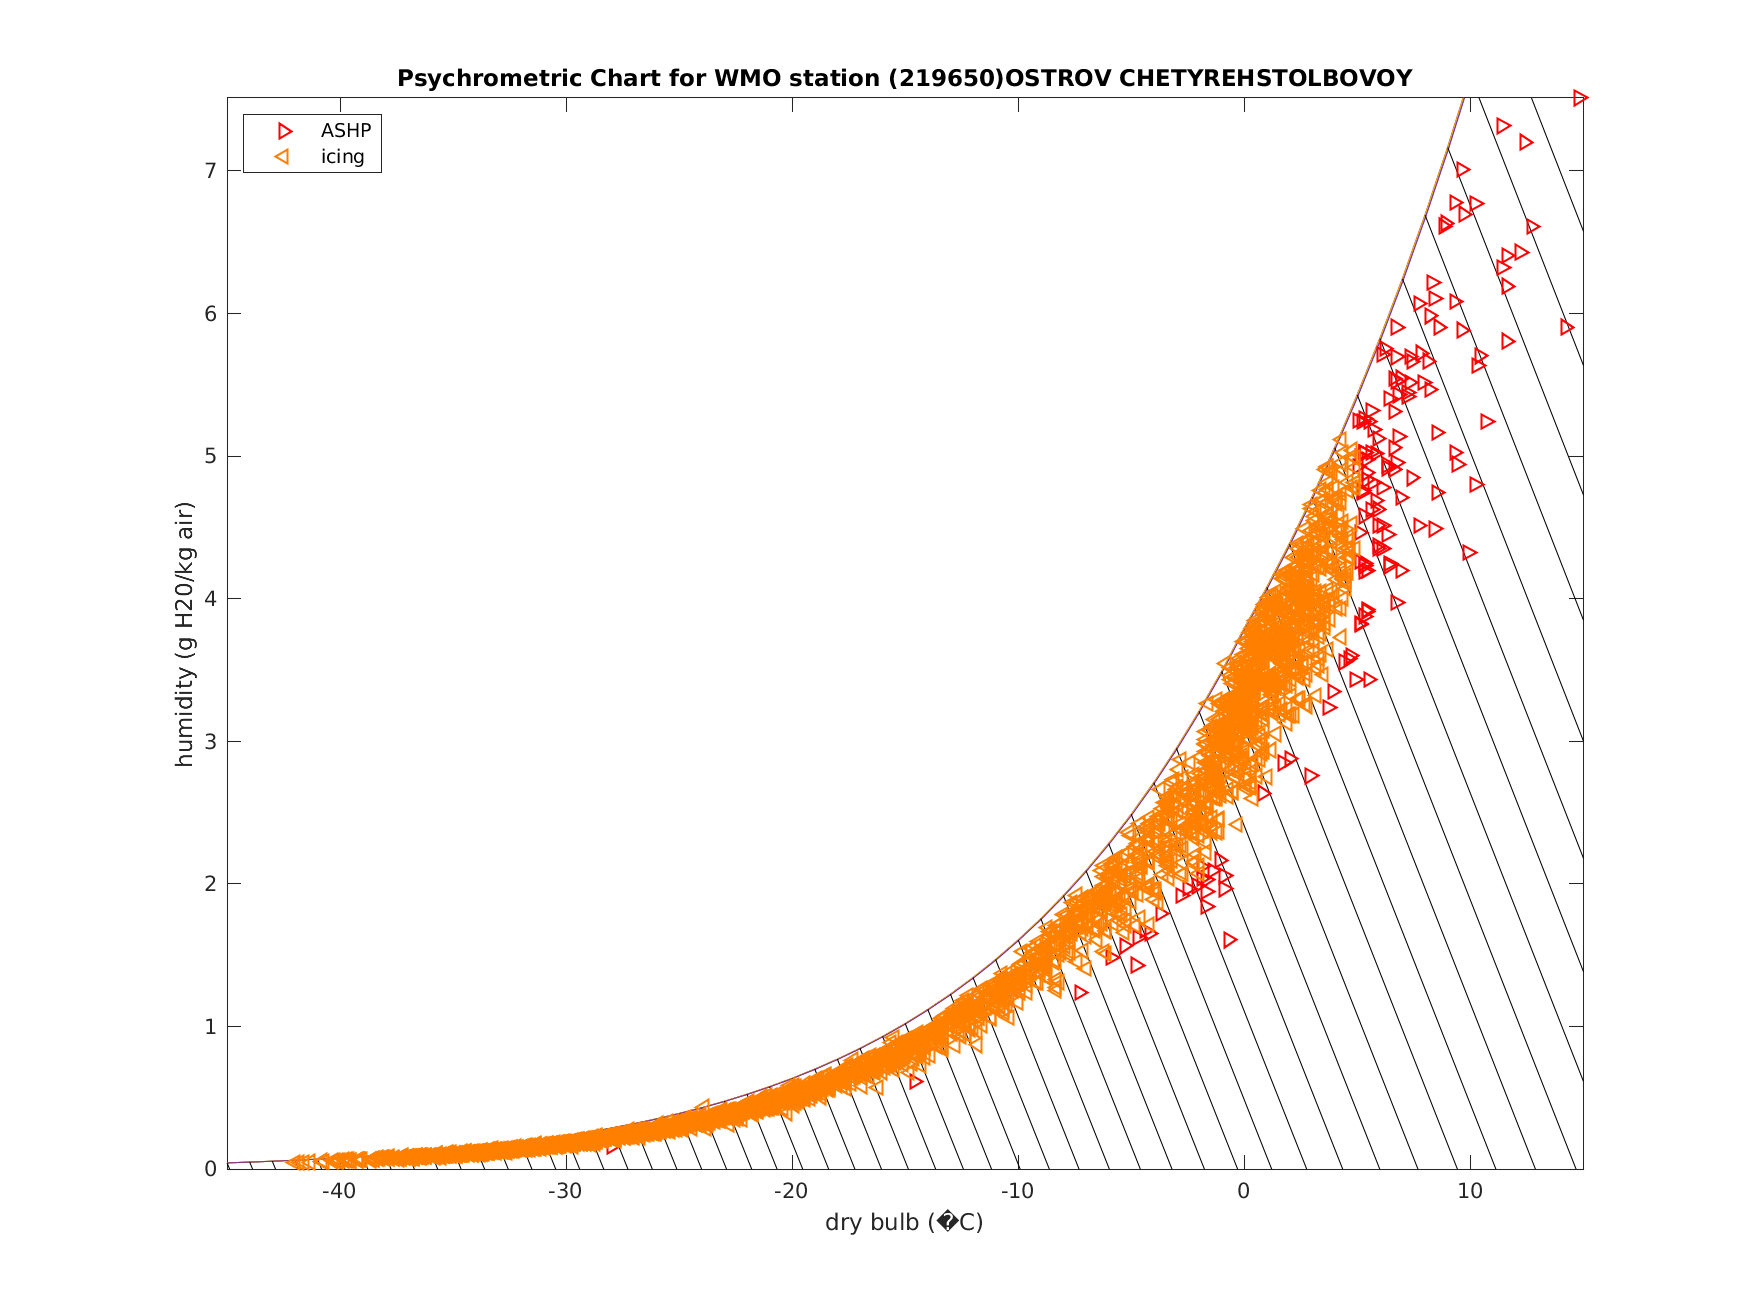 Psychrometric Chart for WMO station (219650)OSTROV CHETYREHSTOLBOVOY
ASHP
icing
humidity (g H20/kg air)
7
6
5
4
3
2
1
0
-40 -30 -20 -10 0 10
dry bulb (�C)